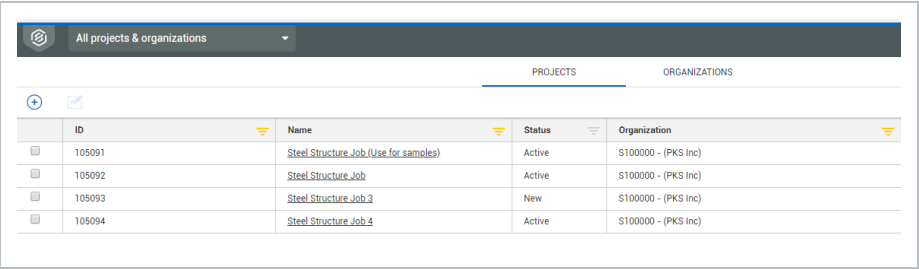 All projects & organizations
PROJECTS ORGANIZATIONS
ID Name Status Organization
105091 Steel Structure Job (Use for samples) Active S100000 - (PKS Inc)
105092 Steel Structure Job Active S100000 - (PKS Inc)
105093 Steel Structure Job 3 New S100000 - (PKS Inc)
105094 Steel Structure Job 4 Active S100000 - (PKS Inc)